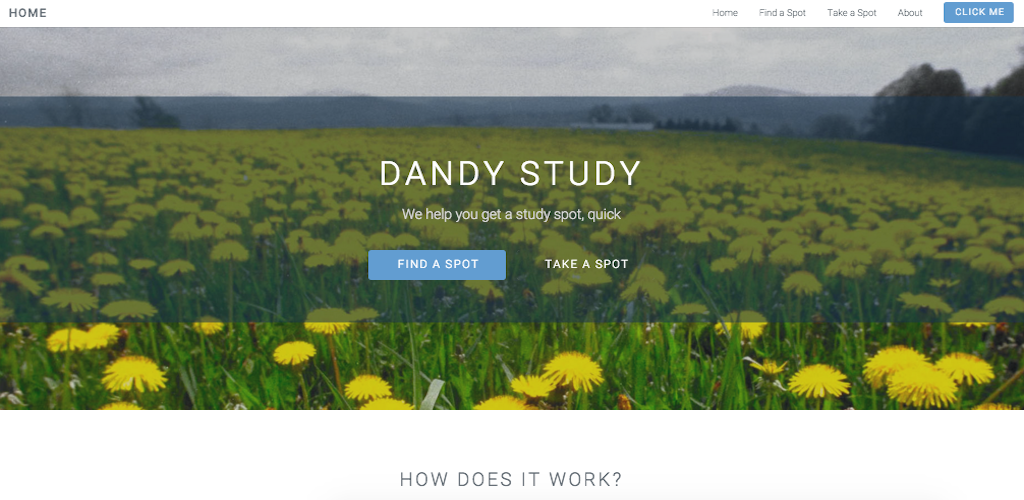 HOME
Home Find a Spot Take a Spot About CLICK ME
DANDY STUDY
We help you get a study spot, quick
FIND A SPOT TAKE A SPOT
HOW DOES IT WORK?